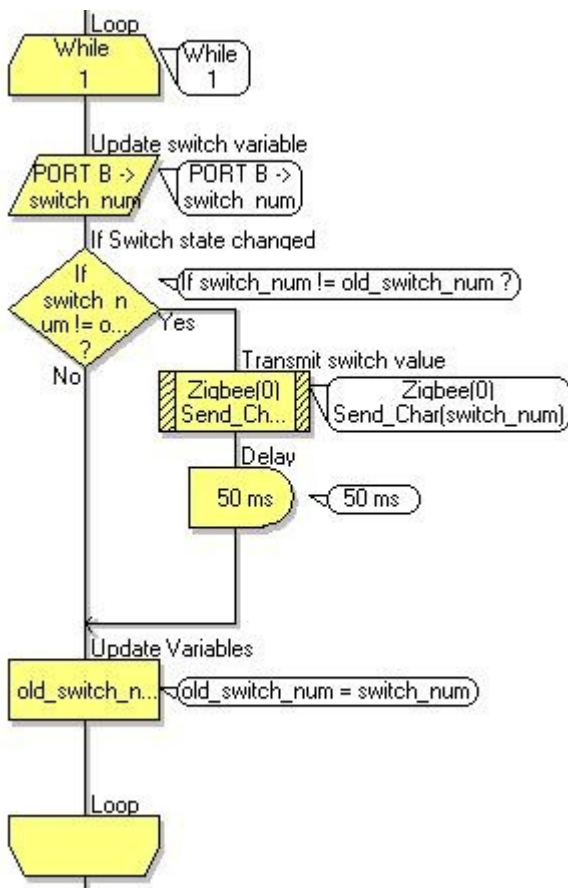 Loop
While
1
While
1
Update switch variable
PORT B ->
switch_num
PORT B ->
switch_num
If Switch state changed
If
switch_n
um != o...
?
If switch_num != old_switch_num ?
Yes
No
Transmit switch value
Zigbee(0)
Send_Ch...
Zigbee(0)
Send_Char(switch_num)
Delay
50 ms
50 ms
Update Variables
old_switch_n...
old_switch_num = switch_num
Loop